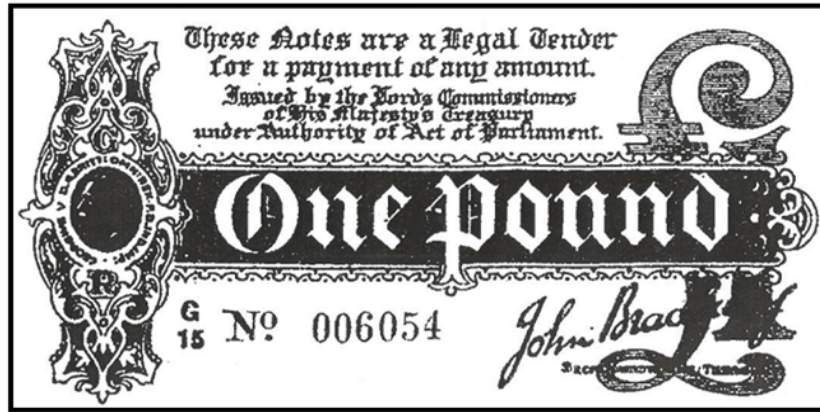 These Notes are a Legal Tender
for a payment of any amount.
Issued by the Lords Commissioners
of His Majesty's Treasury
under Authority of Act of Parliament.
£
G
One Pound
R
G
15 Nº 006054
John